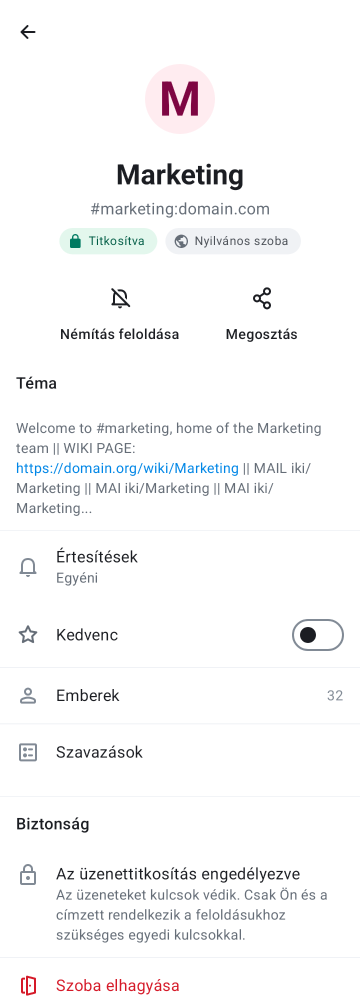 M
Marketing
#marketing:domain.com
Titkosítva
Nyilvános szoba
Némítás feloldása
Megosztás
Téma
Welcome to #marketing, home of the Marketing
team || WIKI PAGE:
https://domain.org/wiki/Marketing || MAIL iki/
Marketing || MAI iki/Marketing || MAI iki/
Marketing...
Értesítések
Egyéni
Kedvenc
Emberek
32
Szavazások
Biztonság
Az üzenettitkosítás engedélyezve
Az üzeneteket kulcsok védik. Csak Ön és a
címzett rendelkezik a feloldásukhoz
szükséges egyedi kulcsokkal.
Szoba elhagyása